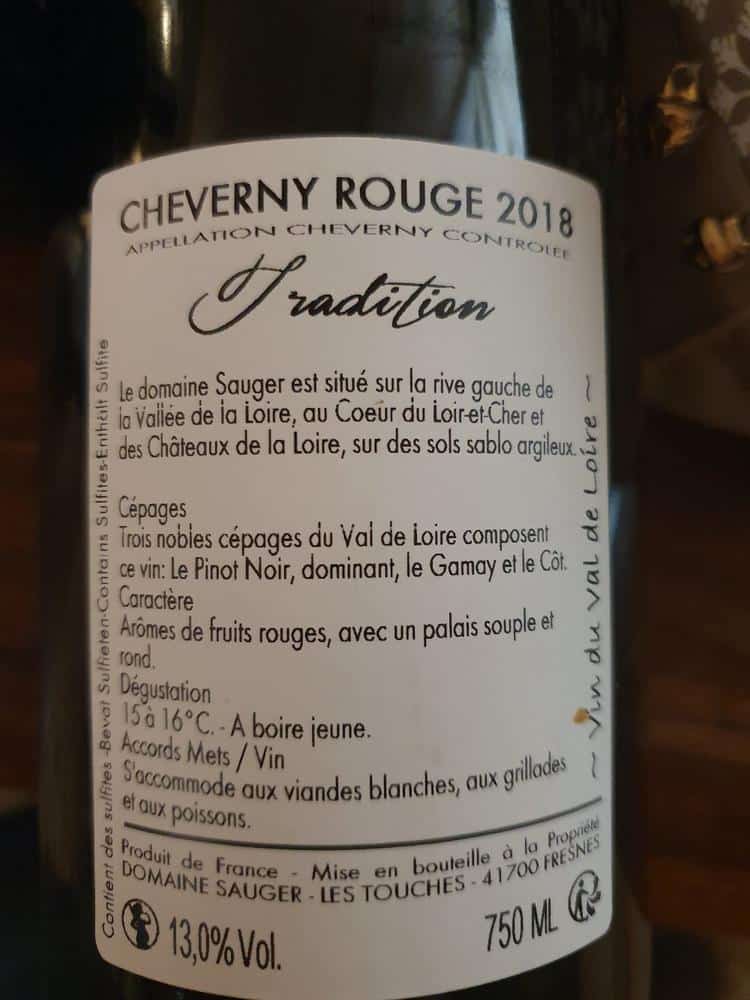 CHEVERNY ROUGE 2018
APPELLATION CHEVERNY CONTROLEE
Tradition
Le domaine Sauger est situé sur la rive gauche de
la Vallée de la Loire, au Coeur du Loir-et-Cher et
des Châteaux de la Loire, sur des sols sablo argileux.
Cépages
Trois nobles cépages du Val de Loire composent
ce vin: Le Pinot Noir, dominant, le Gamay et le Côt.
Caractère
Arômes de fruits rouges, avec un palais souple et
rond.
Dégustation
15 à 16°C. - A boire jeune.
Accords Mets / Vin
S'accommode aux viandes blanches, aux grillades
et aux poissons.
Produit de France - Mise en bouteille à la Propriété
DOMAINE SAUGER - LES TOUCHES - 41700 FRESNES
13,0% Vol.
750 ML
Contient des sulfites -Bevat Sulfieten-Contains Sulfites-Enthält Sulfite
~ Vin du val de Loire ~